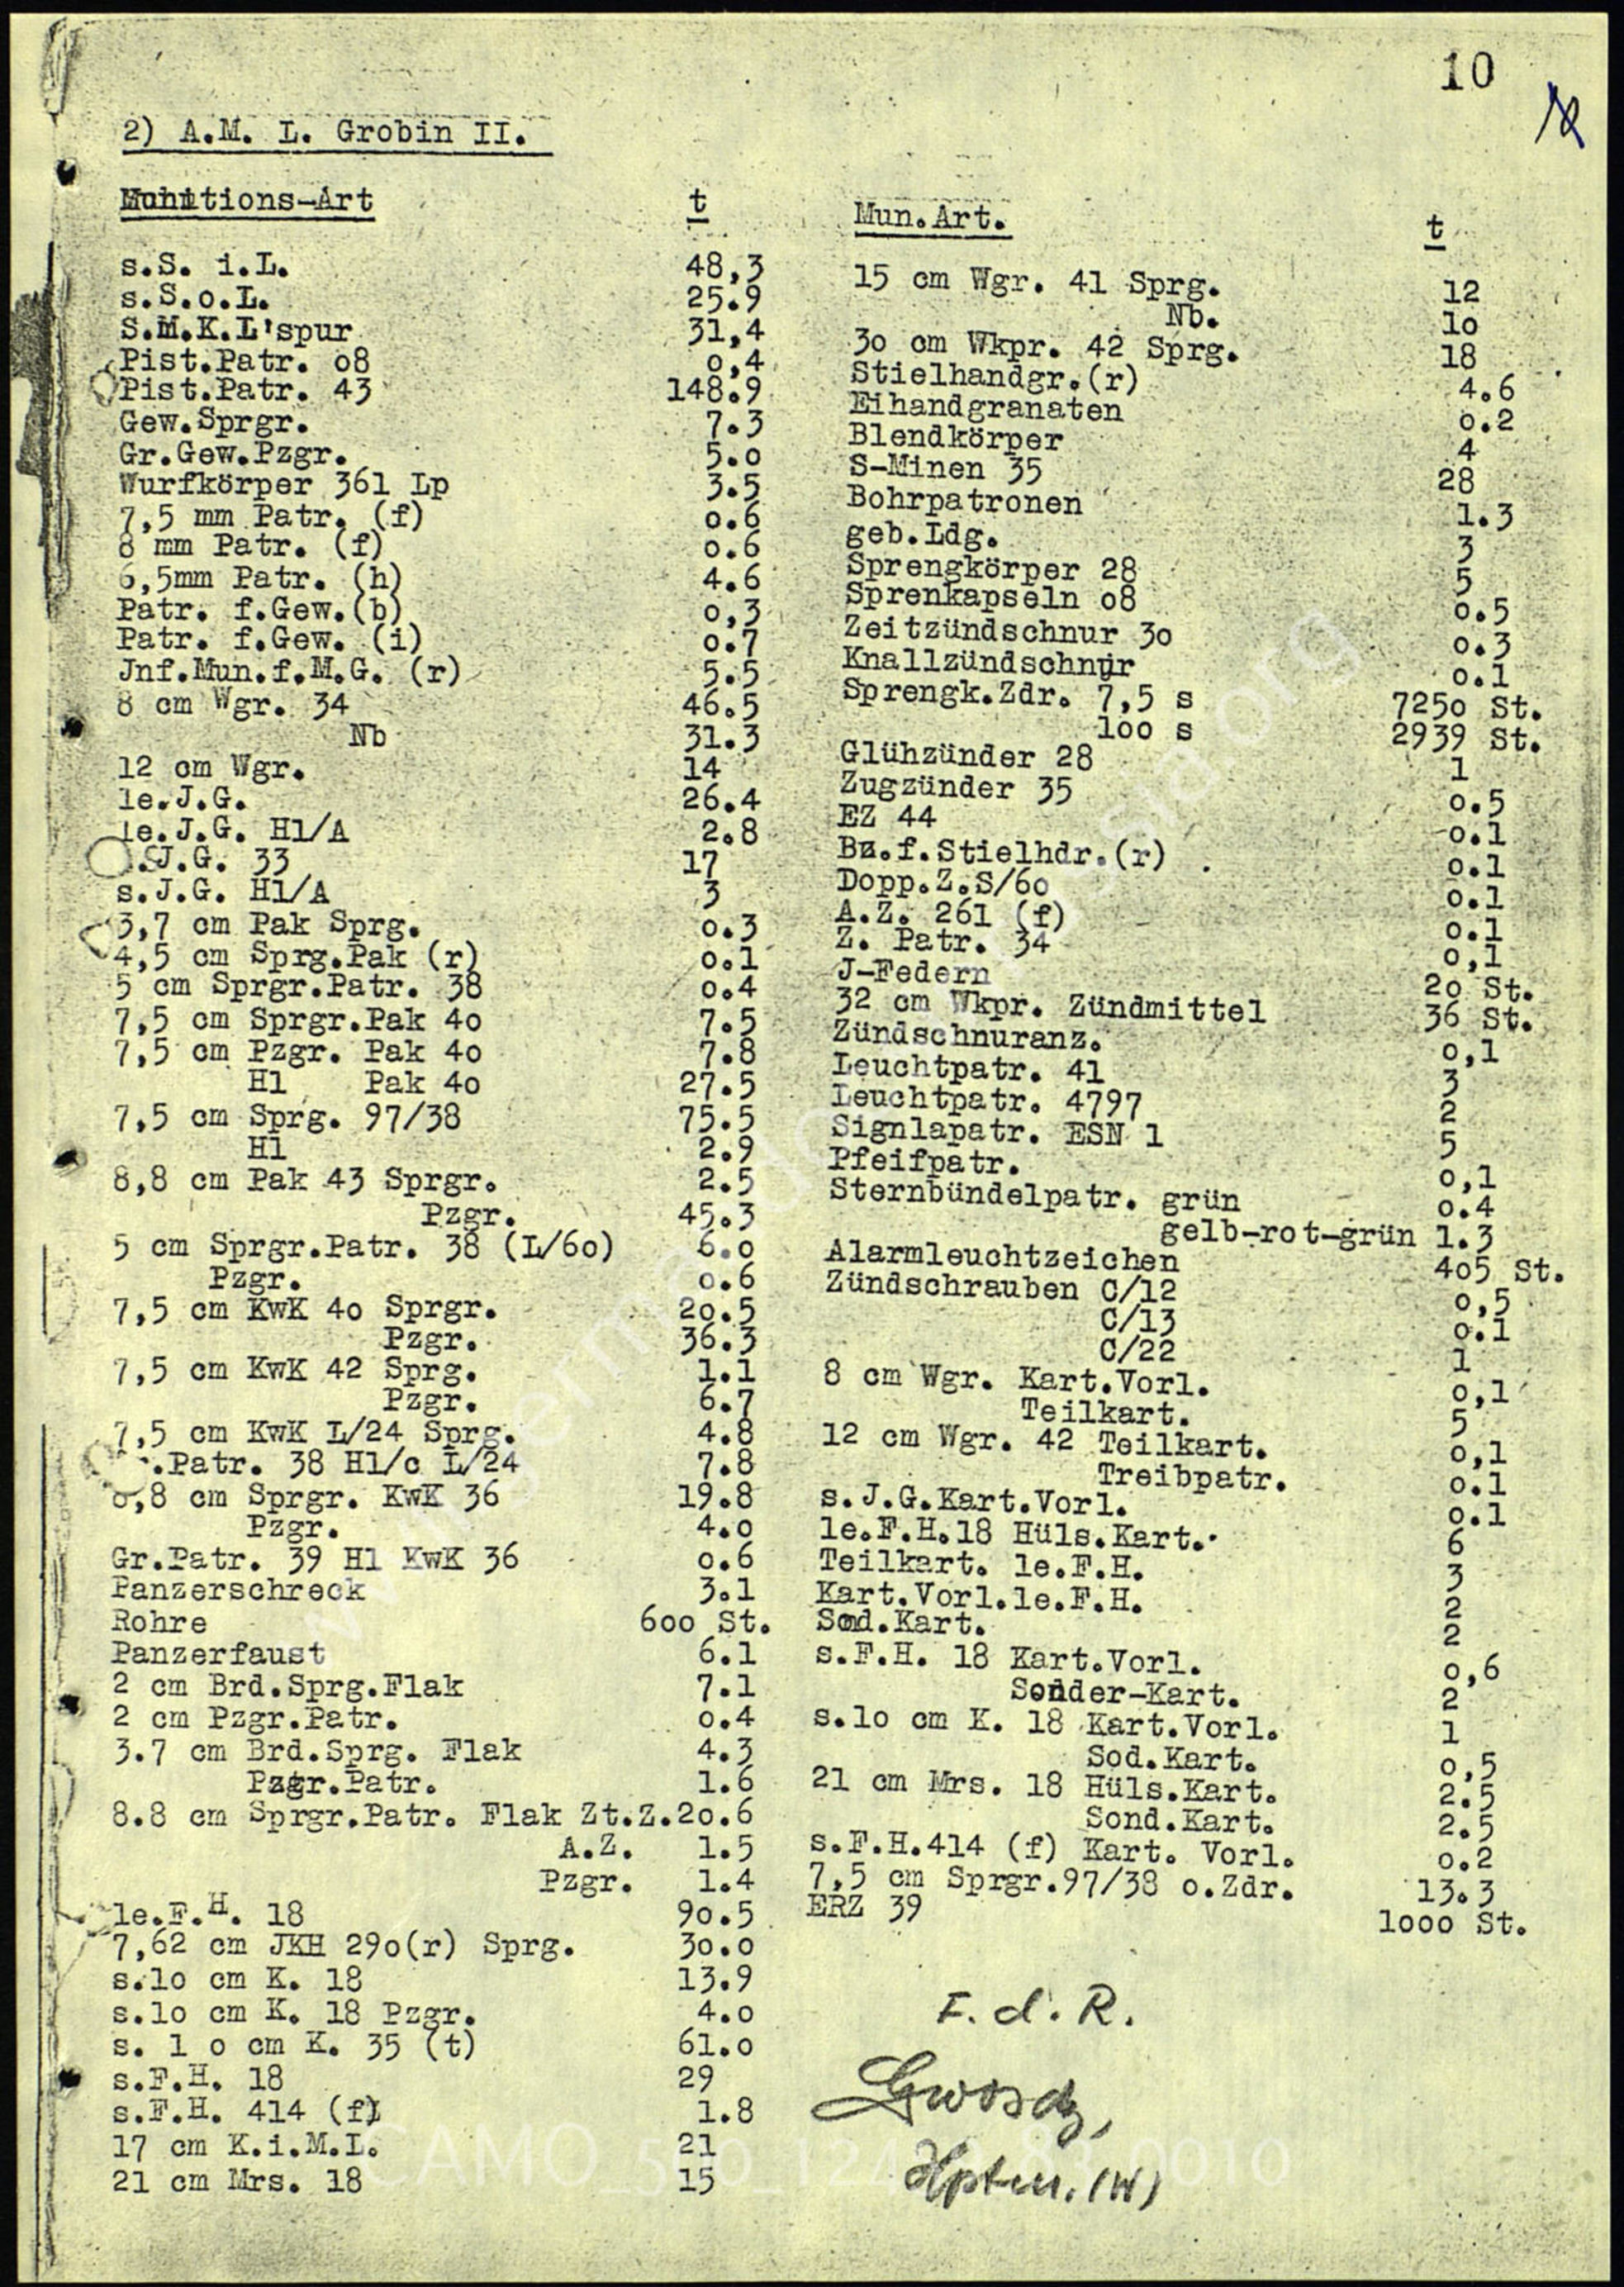 10
2) A.M. L. Grobin II.
Munitions-Art t
s.S. i.L. 48,3
s.S.o.L. 25.9
S.M.K.L'spur 31,4
Pist.Patr. o8 o,4
Pist.Patr. 43 148.9
Gew.Sprgr. 7.3
Gr.Gew.Pzgr. 5.o
Wurfkörper 361 Lp 3.5
7,5 mm Patr. (f) o.6
8 mm Patr. (f) o.6
6,5mm Patr. (h) 4.6
Patr. f.Gew.(b) o,3
Patr. f.Gew. (i) o.7
Jnf.Mun.f.M.G. (r) 5.5
8 cm Wgr. 34 46.5
Nb 31.3
12 cm Wgr. 14
le.J.G. 26.4
le.J.G. Hl/A 2.8
s.J.G. 33 17
s.J.G. Hl/A 3
3,7 cm Pak Sprg. o.3
4,5 cm Sprg.Pak (r) o.1
5 cm Sprgr.Patr. 38 o.4
7,5 cm Sprgr.Pak 4o 7.5
7,5 cm Pzgr. Pak 4o 7.8
Hl Pak 4o 27.5
7,5 cm Sprg. 97/38 75.5
Hl 2.9
8,8 cm Pak 43 Sprgr. 2.5
Pzgr. 45.3
5 cm Sprgr.Patr. 38 (L/6o) 6.o
Pzgr. o.6
7,5 cm KwK 4o Sprgr. 2o.5
Pzgr. 36.3
7,5 cm KwK 42 Sprg. 1.1
Pzgr. 6.7
7,5 cm KwK L/24 Sprg. 4.8
.Patr. 38 Hl/c L/24 7.8
8,8 cm Sprgr. KwK 36 19.8
Pzgr. 4.o
Gr.Patr. 39 Hl KwK 36 o.6
Panzerschreck 3.1
Rohre 6oo St.
Panzerfaust 6.1
2 cm Brd.Sprg.Flak 7.1
2 cm Pzgr.Patr. o.4
3.7 cm Brd.Sprg. Flak 4.3
Pzgr.Patr. 1.6
8.8 cm Sprgr.Patr. Flak Zt.Z.2o.6
A.Z. 1.5
Pzgr. 1.4
le.F.H. 18 9o.5
7,62 cm JKH 29o(r) Sprg. 3o.o
s.lo cm K. 18 13.9
s.lo cm K. 18 Pzgr. 4.o
s. l o cm K. 35 (t) 61.o
s.F.H. 18 29
s.F.H. 414 (f) 1.8
17 cm K.i.M.L. 21
21 cm Mrs. 18 15
Mun.Art. t
15 cm Wgr. 41 Sprg. 12
Nb. lo
3o cm Wkpr. 42 Sprg. 18
Stielhandgr.(r) 4.6
Eihandgranaten o.2
Blendkörper 4
S-Minen 35 28
Bohrpatronen 1.3
geb.Ldg. 3
Sprengkörper 28 5
Sprenkapseln o8 o.5
Zeitzündschnur 3o o.3
Knallzündschnur o.1
Sprengk.Zdr. 7,5 s 725o St.
loo s 2939 St.
Glühzünder 28 1
Zugzünder 35 o.5
EZ 44 o.1
Bz.f.Stielhdr.(r) o.1
Dopp.Z.S/6o o.1
A.Z. 261 (f) o.1
Z. Patr. 34 o,1
J-Federn 2o St.
32 cm Wkpr. Zündmittel 36 St.
Zündschnuranz. o,1
Leuchtpatr. 41 3
Leuchtpatr. 4797 2
Signlapatr. ESN 1 5
Pfeifpatr. o,1
Sternbündelpatr. grün o.4
gelb-rot-grün 1.3
Alarmleuchtzeichen 4o5 St.
Zündschrauben C/12 o,5
C/13 o.1
C/22 1
8 cm Wgr. Kart.Vorl. o,1
Teilkart. 5
12 cm Wgr. 42 Teilkart. o,1
Treibpatr. o.1
s.J.G.Kart.Vorl. o.1
le.F.H.18 Hüls.Kart. 6
Teilkart. le.F.H. 3
Kart.Vorl.le.F.H. 2
Sod.Kart. 2
s.F.H. 18 Kart.Vorl. o,6
Sonder-Kart. 2
s.lo cm K. 18 Kart.Vorl. 1
Sod.Kart. o,5
21 cm Mrs. 18 Hüls.Kart. 2.5
Sond.Kart. 2.5
s.F.H.414 (f) Kart. Vorl. o.2
7,5 cm Sprgr.97/38 o.Zdr. 13.3
ERZ 39 1ooo St.
F. d. R.
Gwosdz,
Hptm. (W)